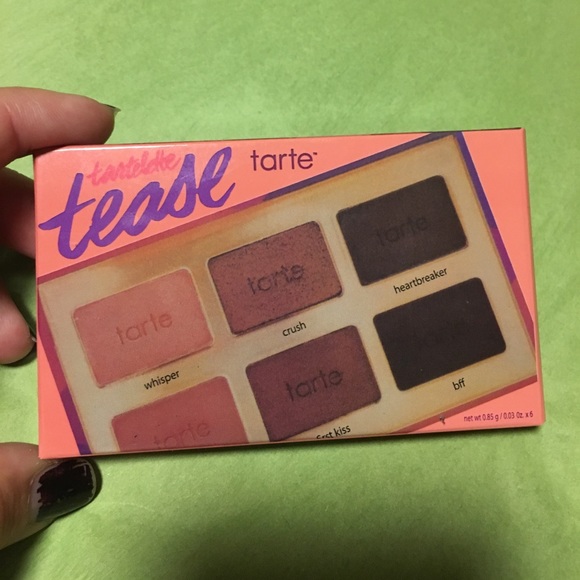 tartelette
tease
tarte™
tarte
tarte
tarte
heartbreaker
crush
whisper
tarte
bff
tarte
first kiss
net wt 0.85 g / 0.03 Oz. x 6